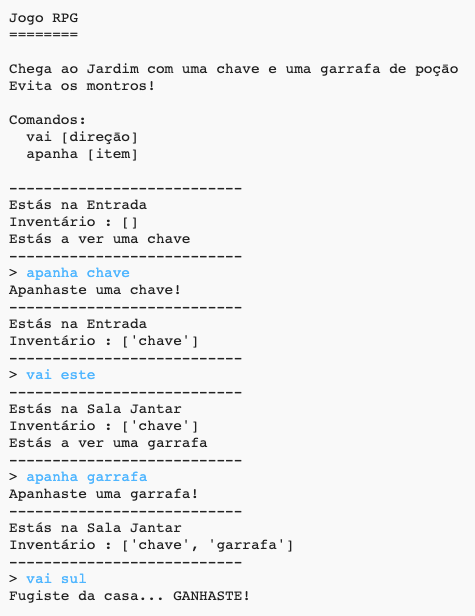 Jogo RPG
========
Chega ao Jardim com uma chave e uma garrafa de poção
Evita os montros!
Comandos:
  vai [direção]
  apanha [item]
---------------------------
Estás na Entrada
Inventário : []
Estás a ver uma chave
---------------------------
> apanha chave
Apanhaste uma chave!
---------------------------
Estás na Entrada
Inventário : ['chave']
---------------------------
> vai este
---------------------------
Estás na Sala Jantar
Inventário : ['chave']
Estás a ver uma garrafa
---------------------------
> apanha garrafa
Apanhaste uma garrafa!
---------------------------
Estás na Sala Jantar
Inventário : ['chave', 'garrafa']
---------------------------
> vai sul
Fugiste da casa... GANHASTE!